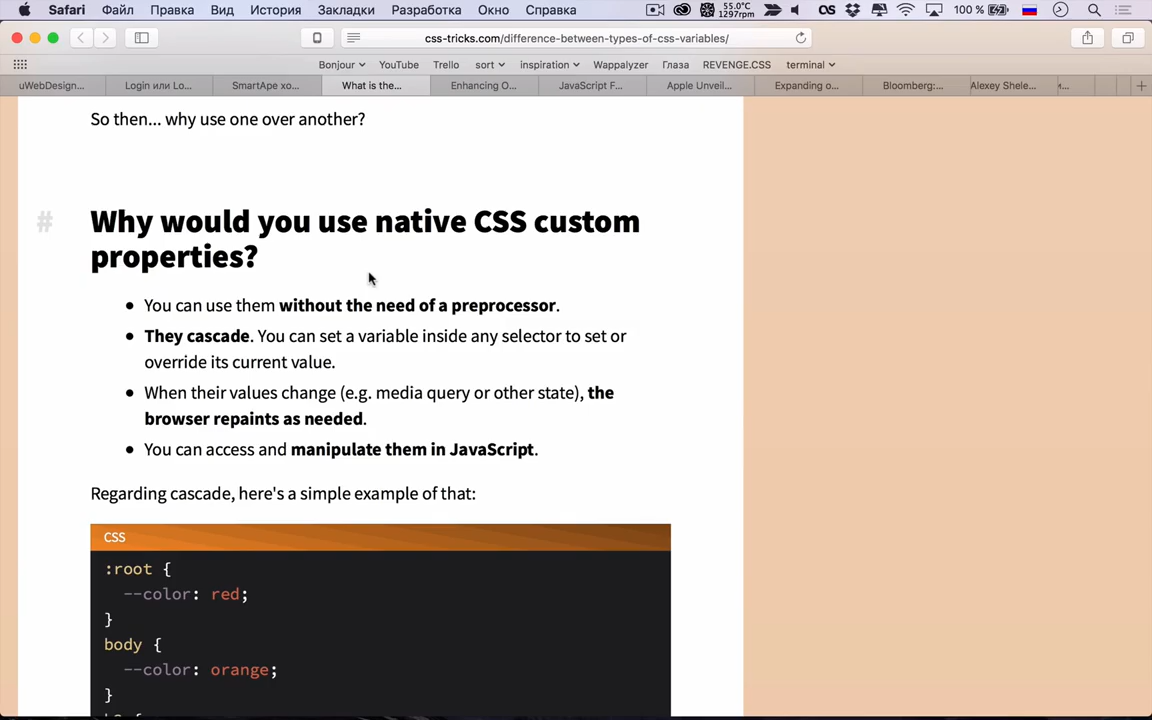 Safari Файл Правка Вид История Закладки Разработка Окно Справка 55.0°C 1297rpm OS 100 %
css-tricks.com/difference-between-types-of-css-variables/
Bonjour YouTube Trello sort inspiration Wappalyzer Глаза REVENGE.CSS terminal
uWebDesign... Login или Lo... SmartApe хо... What is the... Enhancing O... JavaScript F... Apple Unveil... Expanding o... Bloomberg:... Alexey Shele...
So then... why use one over another?
# Why would you use native CSS custom
properties?
• You can use them without the need of a preprocessor.
• They cascade. You can set a variable inside any selector to set or
override its current value.
• When their values change (e.g. media query or other state), the
browser repaints as needed.
• You can access and manipulate them in JavaScript.
Regarding cascade, here's a simple example of that:
CSS
:root {
--color: red;
}
body {
--color: orange;
}